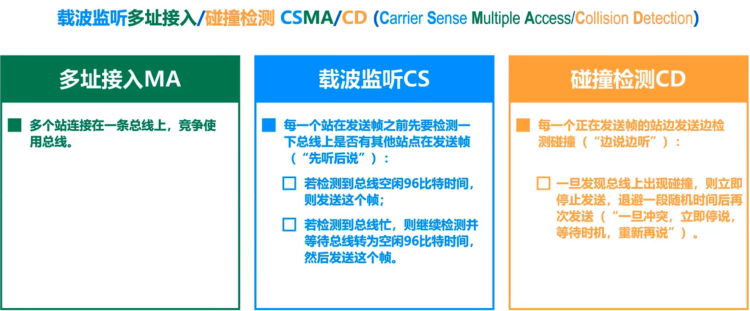 载波监听多址接入/碰撞检测 CSMA/CD (Carrier Sense Multiple Access/Collision Detection)
多址接入MA
多个站连接在一条总线上，竞争使
用总线。
载波监听CS
每一个站在发送帧之前先要检测一
下总线上是否有其他站点在发送帧
（“先听后说”）：
若检测到总线空闲96比特时间，
则发送这个帧；
若检测到总线忙，则继续检测并
等待总线转为空闲96比特时间，
然后发送这个帧。
碰撞检测CD
每一个正在发送帧的站边发送边检
测碰撞（“边说边听”）：
一旦发现总线上出现碰撞，则立即
停止发送，退避一段随机时间后再
次发送（“一旦冲突，立即停说，
等待时机，重新再说”）。